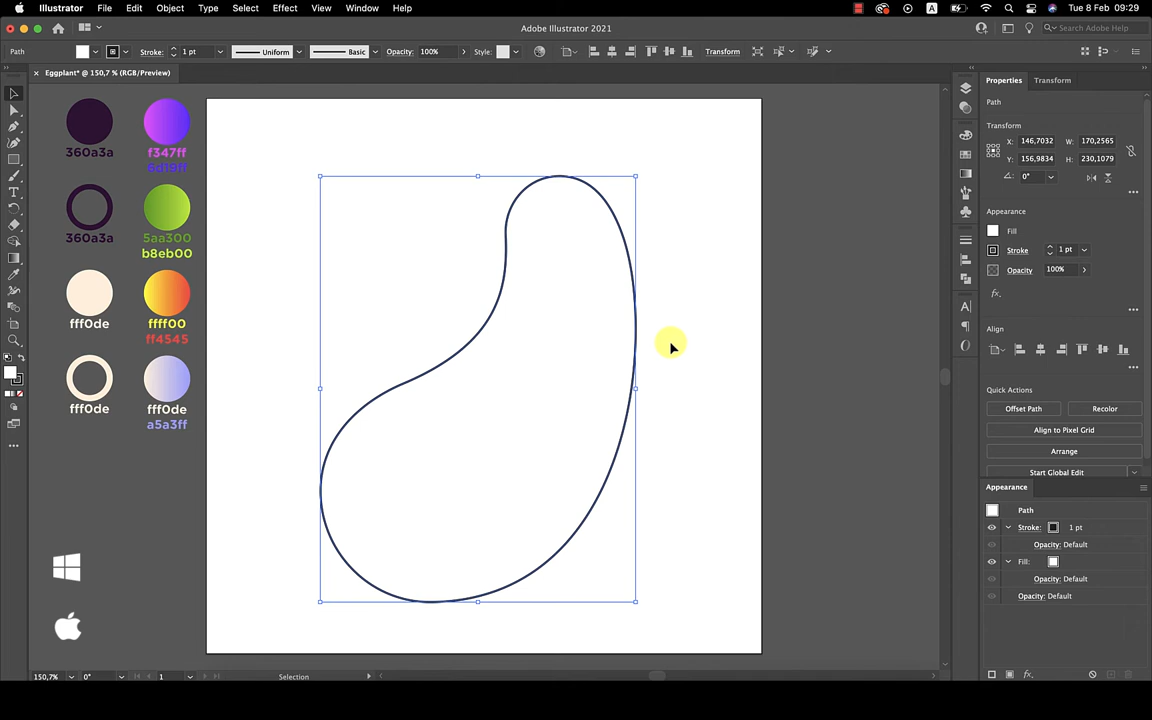 Illustrator File Edit Object Type Select Effect View Window Help
A
Tue 8 Feb 09:29
Adobe Illustrator 2021
Search Adobe Help
Path
Stroke: 1 pt
Uniform
Basic
Opacity: 100%
Style:
Transform
× Eggplant* @ 150,7 % (RGB/Preview)
360a3a
f347ff
6d19ff
360a3a
5aa300
b8eb00
fff0de
ffff00
ff4545
fff0de
fff0de
a5a3ff
Properties
Transform
Path
Transform
X: 146,7032
W: 170,2565
Y: 156,9834
H: 230,1079
0°
Appearance
Fill
Stroke 1 pt
Opacity 100%
fx.
Align
Quick Actions
Offset Path
Recolor
Align to Pixel Grid
Arrange
Start Global Edit
Appearance
Path
Stroke: 1 pt
Opacity: Default
Fill:
Opacity: Default
Opacity: Default
fx.
150,7%
0°
1
Selection